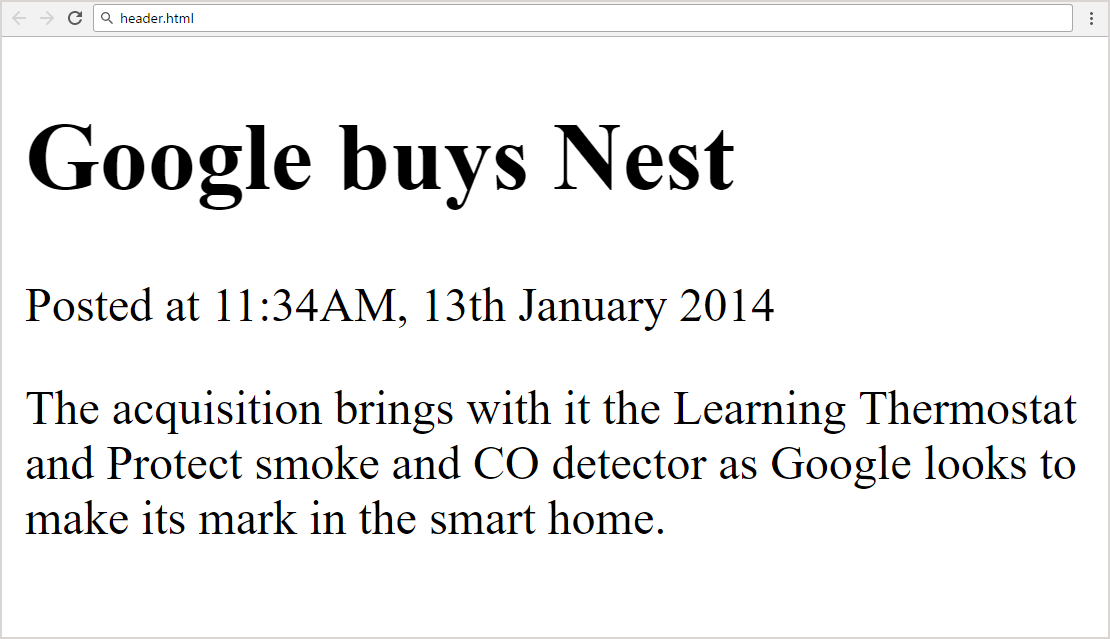 header.html
Google buys Nest
Posted at 11:34AM, 13th January 2014
The acquisition brings with it the Learning Thermostat
and Protect smoke and CO detector as Google looks to
make its mark in the smart home.